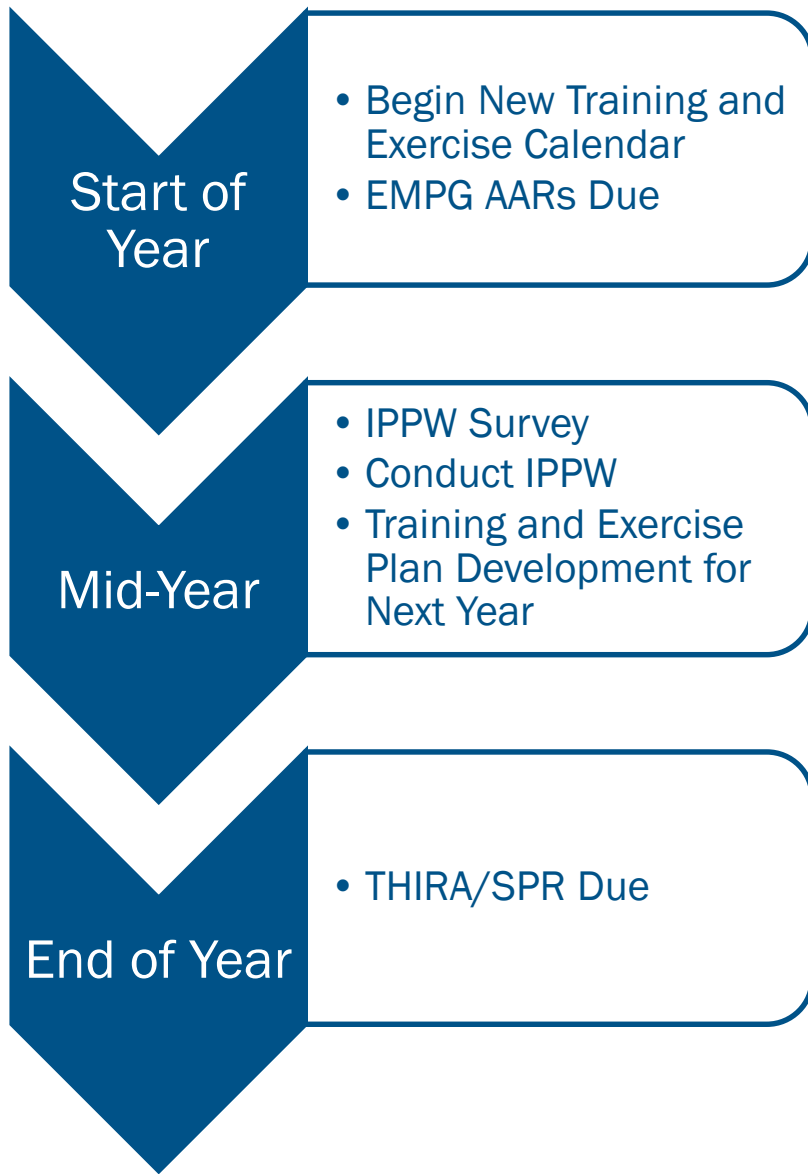 Start of
Year
• Begin New Training and
Exercise Calendar
• EMPG AARs Due
Mid-Year
• IPPW Survey
• Conduct IPPW
• Training and Exercise
Plan Development for
Next Year
End of Year
• THIRA/SPR Due